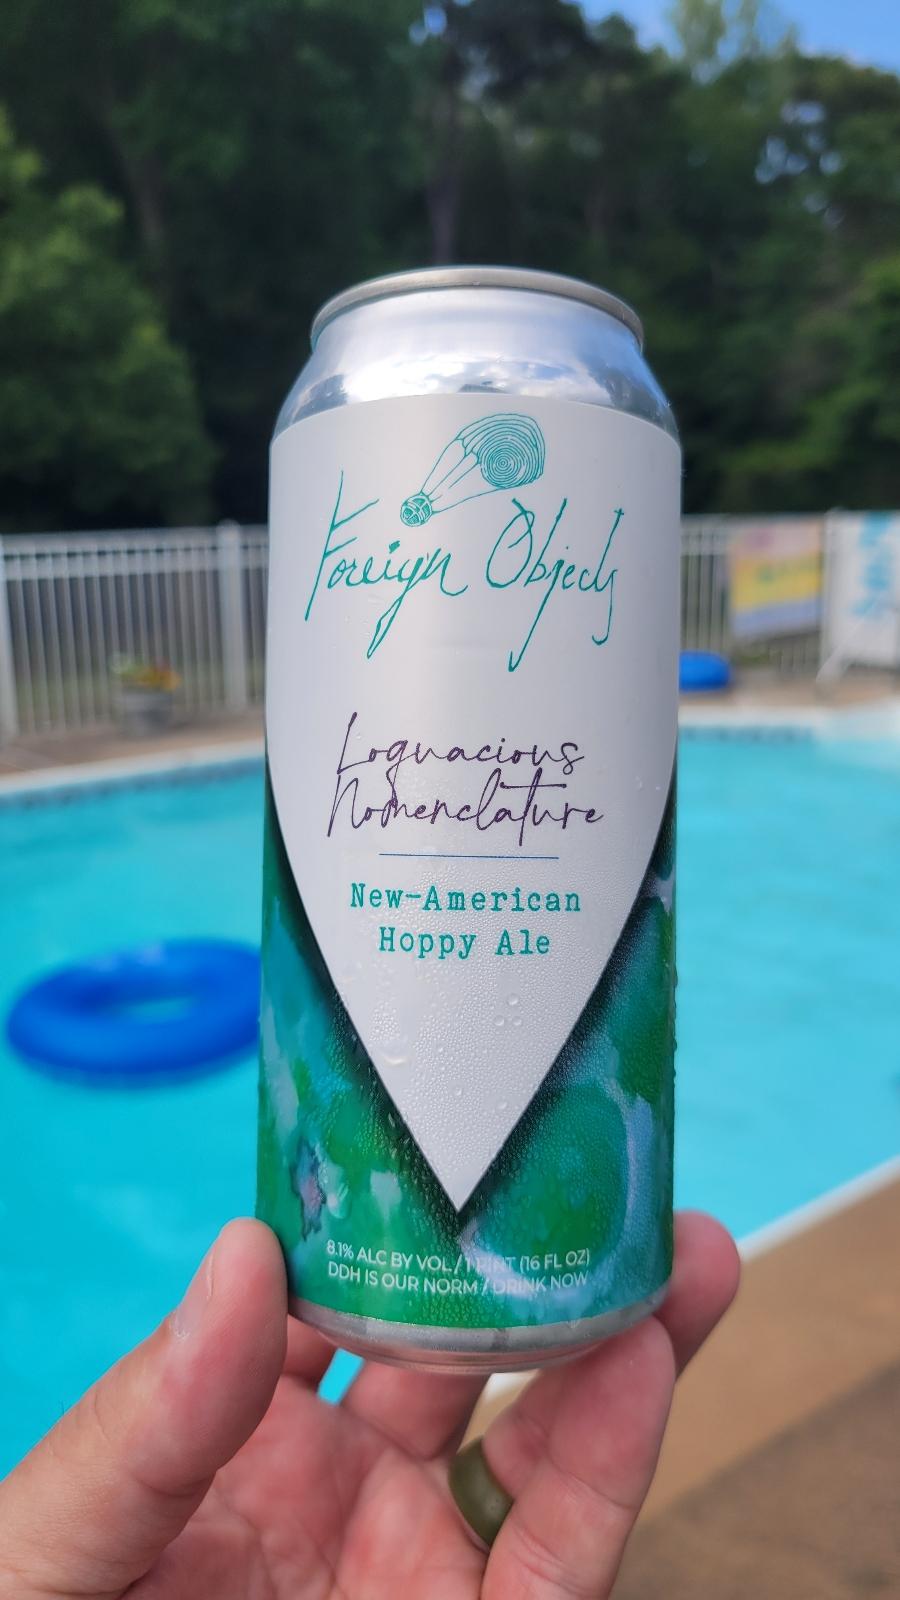 Foreign Objects
Loquacious
Nomenclature
New-American
Hoppy Ale
8.1% ALC BY VOL / 1 PINT (16 FL OZ)
DDH IS OUR NORM / DRINK NOW